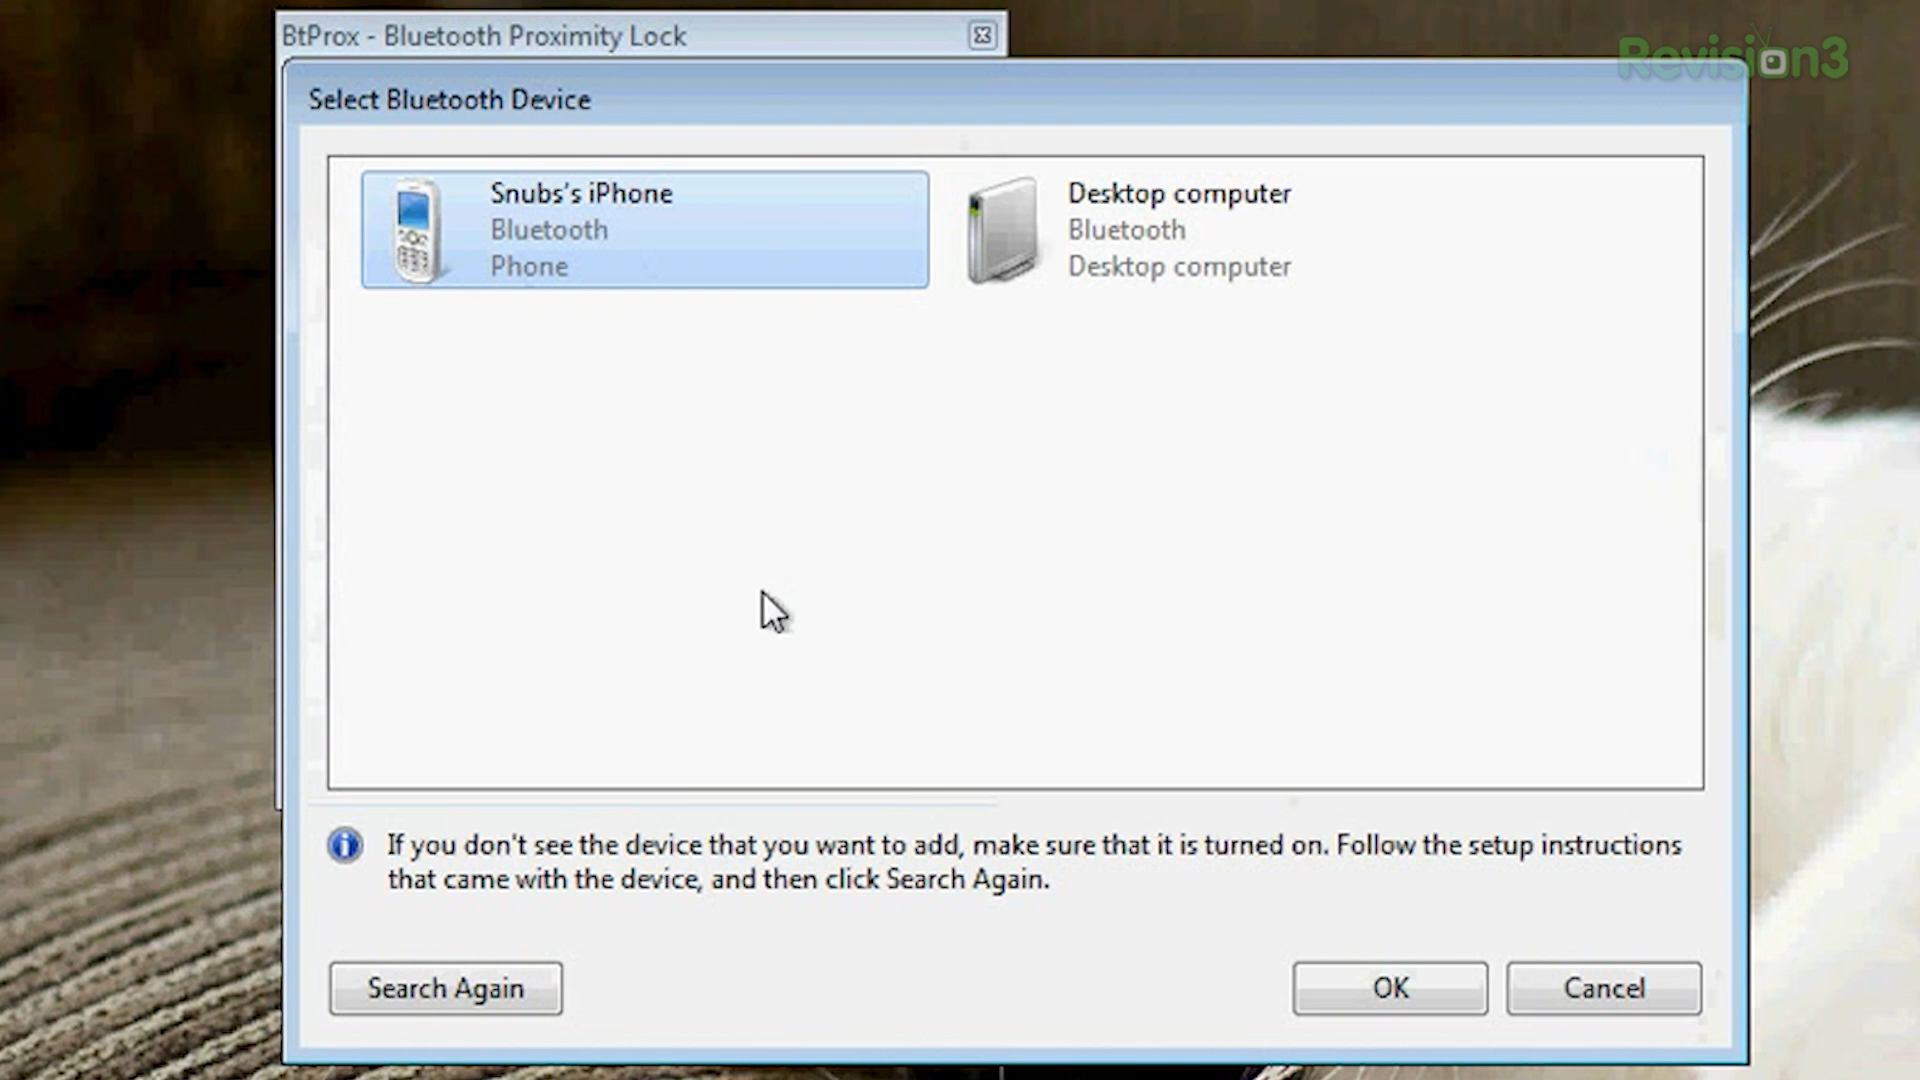 BtProx - Bluetooth Proximity Lock
Revision3
Select Bluetooth Device
Snubs's iPhone
Bluetooth
Phone
Desktop computer
Bluetooth
Desktop computer
If you don't see the device that you want to add, make sure that it is turned on. Follow the setup instructions
that came with the device, and then click Search Again.
Search Again
OK
Cancel